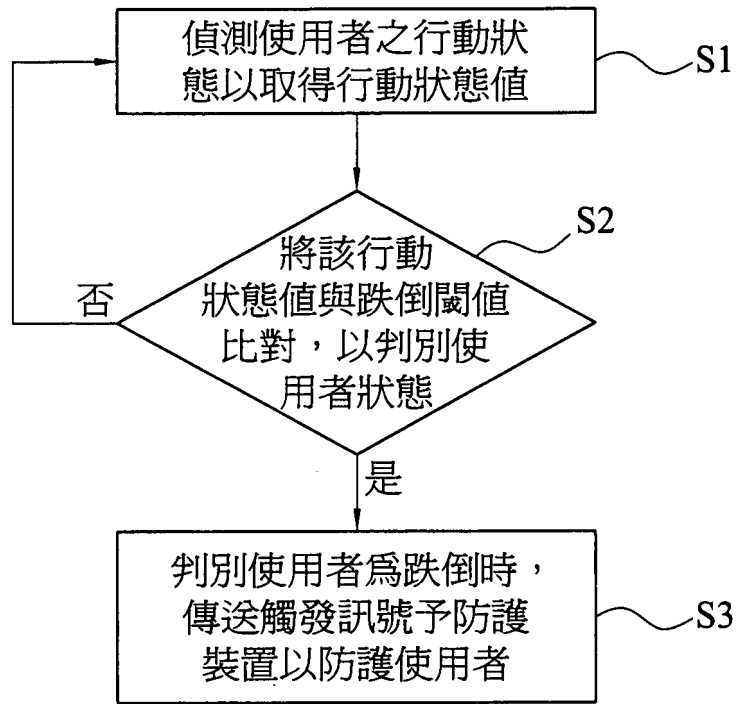 偵測使用者之行動狀
態以取得行動狀態值
S1
S2
將該行動
狀態值與跌倒閾值
比對，以判別使
用者狀態
否
是
判別使用者爲跌倒時，
傳送觸發訊號予防護
裝置以防護使用者
S3